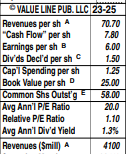 © VALUE LINE PUB. LLC 23-25
Revenues per sh A 70.70
"Cash Flow" per sh 7.80
Earnings per sh B 6.00
Div'ds Decl'd per sh C 1.50
Cap'l Spending per sh 1.25
Book Value per sh D 25.00
Common Shs Outst'g E 58.00
Avg Ann'l P/E Ratio 20.0
Relative P/E Ratio 1.10
Avg Ann'l Div'd Yield 1.3%
Revenues ($mill) A 4100